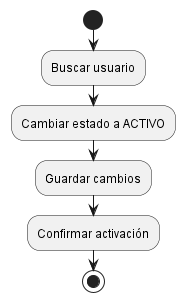 Buscar usuario
Cambiar estado a ACTIVO
Guardar cambios
Confirmar activación